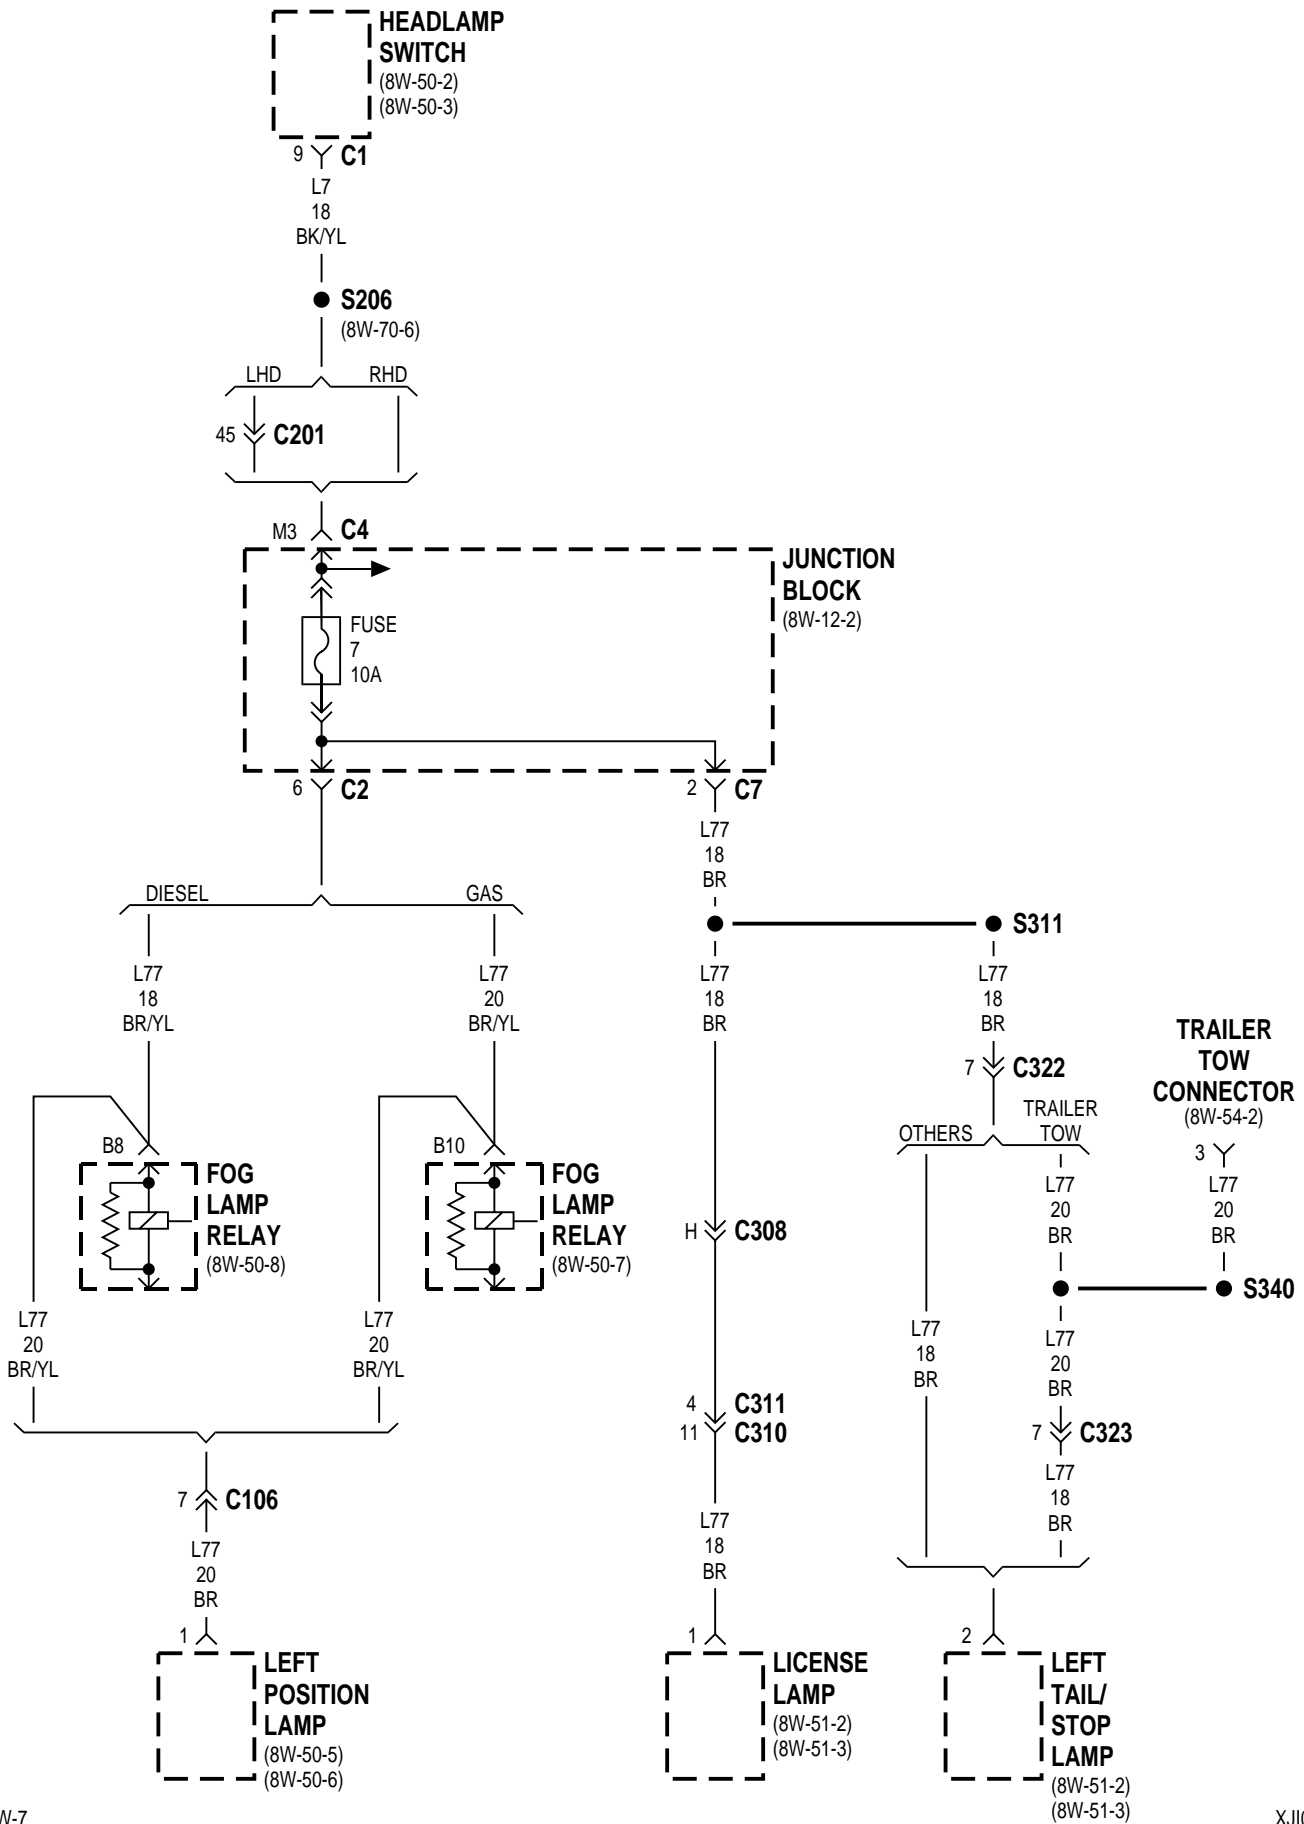 HEADLAMP
SWITCH
(8W-50-2)
(8W-50-3)
9 C1
L7
18
BK/YL
S206
(8W-70-6)
LHD RHD
45 C201
M3 C4
JUNCTION
BLOCK
(8W-12-2)
FUSE
7
10A
6 C2
2 C7
L77
18
BR
DIESEL GAS
S311
L77
18
BR/YL
L77
20
BR/YL
L77
18
BR
L77
18
BR
TRAILER
TOW
CONNECTOR
(8W-54-2)
7 C322
OTHERS
TRAILER
TOW
3
B8
FOG
LAMP
RELAY
(8W-50-8)
B10
FOG
LAMP
RELAY
(8W-50-7)
L77
20
BR
L77
20
BR
H C308
S340
L77
20
BR/YL
L77
20
BR/YL
L77
18
BR
L77
20
BR
4 C311
11 C310
7 C323
7 C106
L77
18
BR
L77
20
BR
L77
18
BR
1
LEFT
POSITION
LAMP
(8W-50-5)
(8W-50-6)
1
LICENSE
LAMP
(8W-51-2)
(8W-51-3)
2
LEFT
TAIL/
STOP
LAMP
(8W-51-2)
(8W-51-3)
W-7